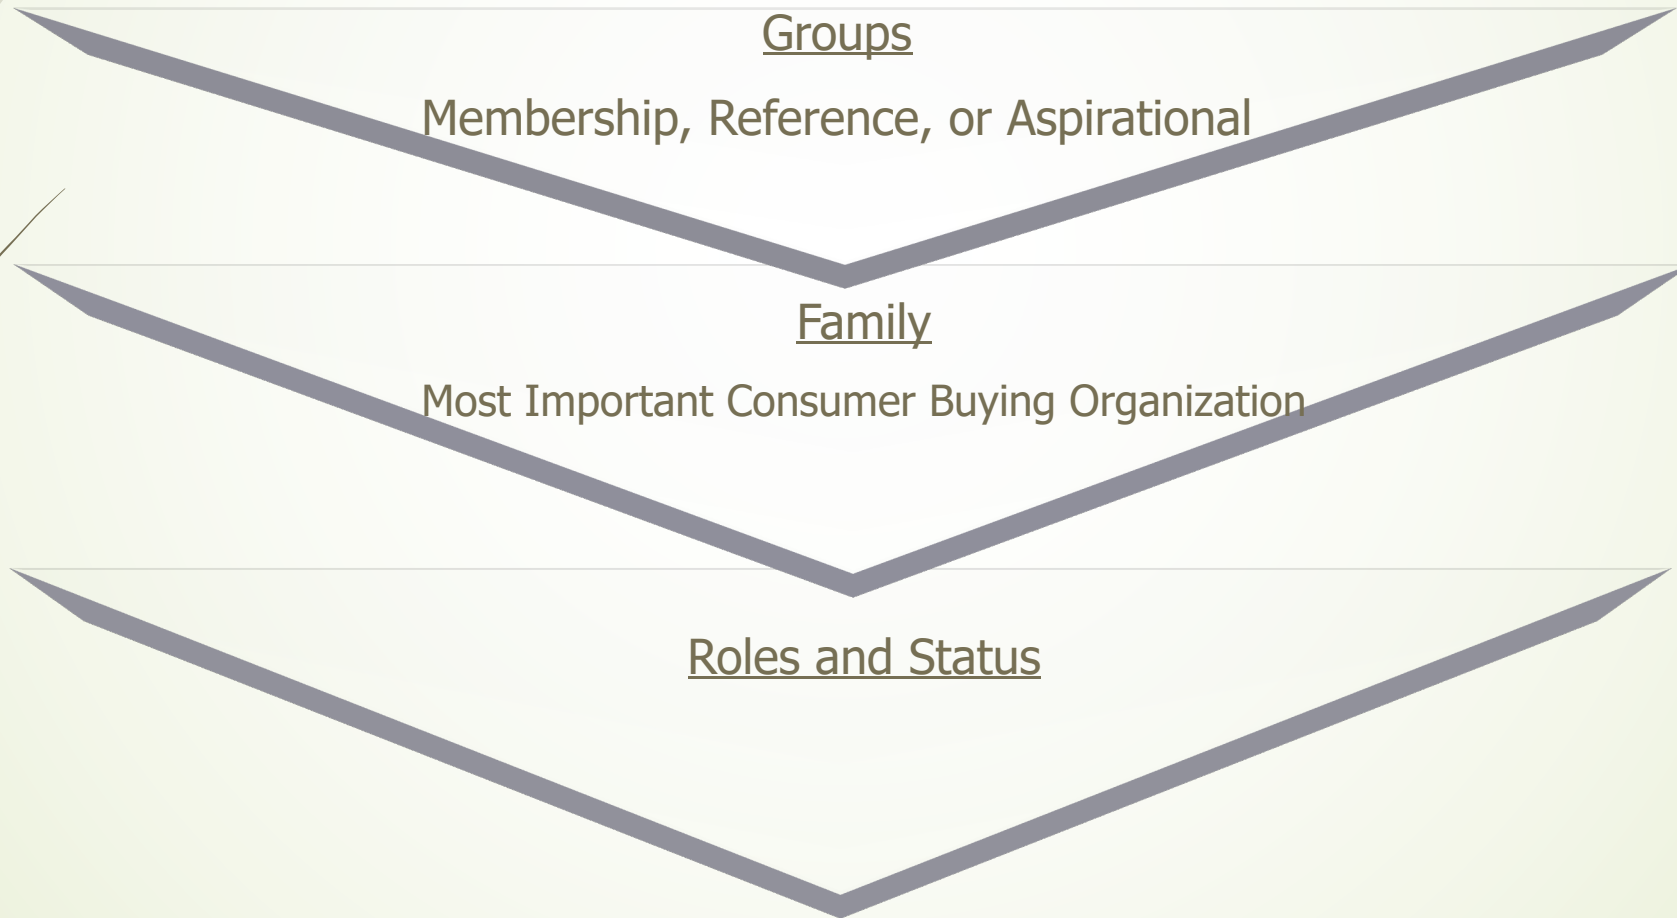 Groups
Membership, Reference, or Aspirational
Family
Most Important Consumer Buying Organization
Roles and Status